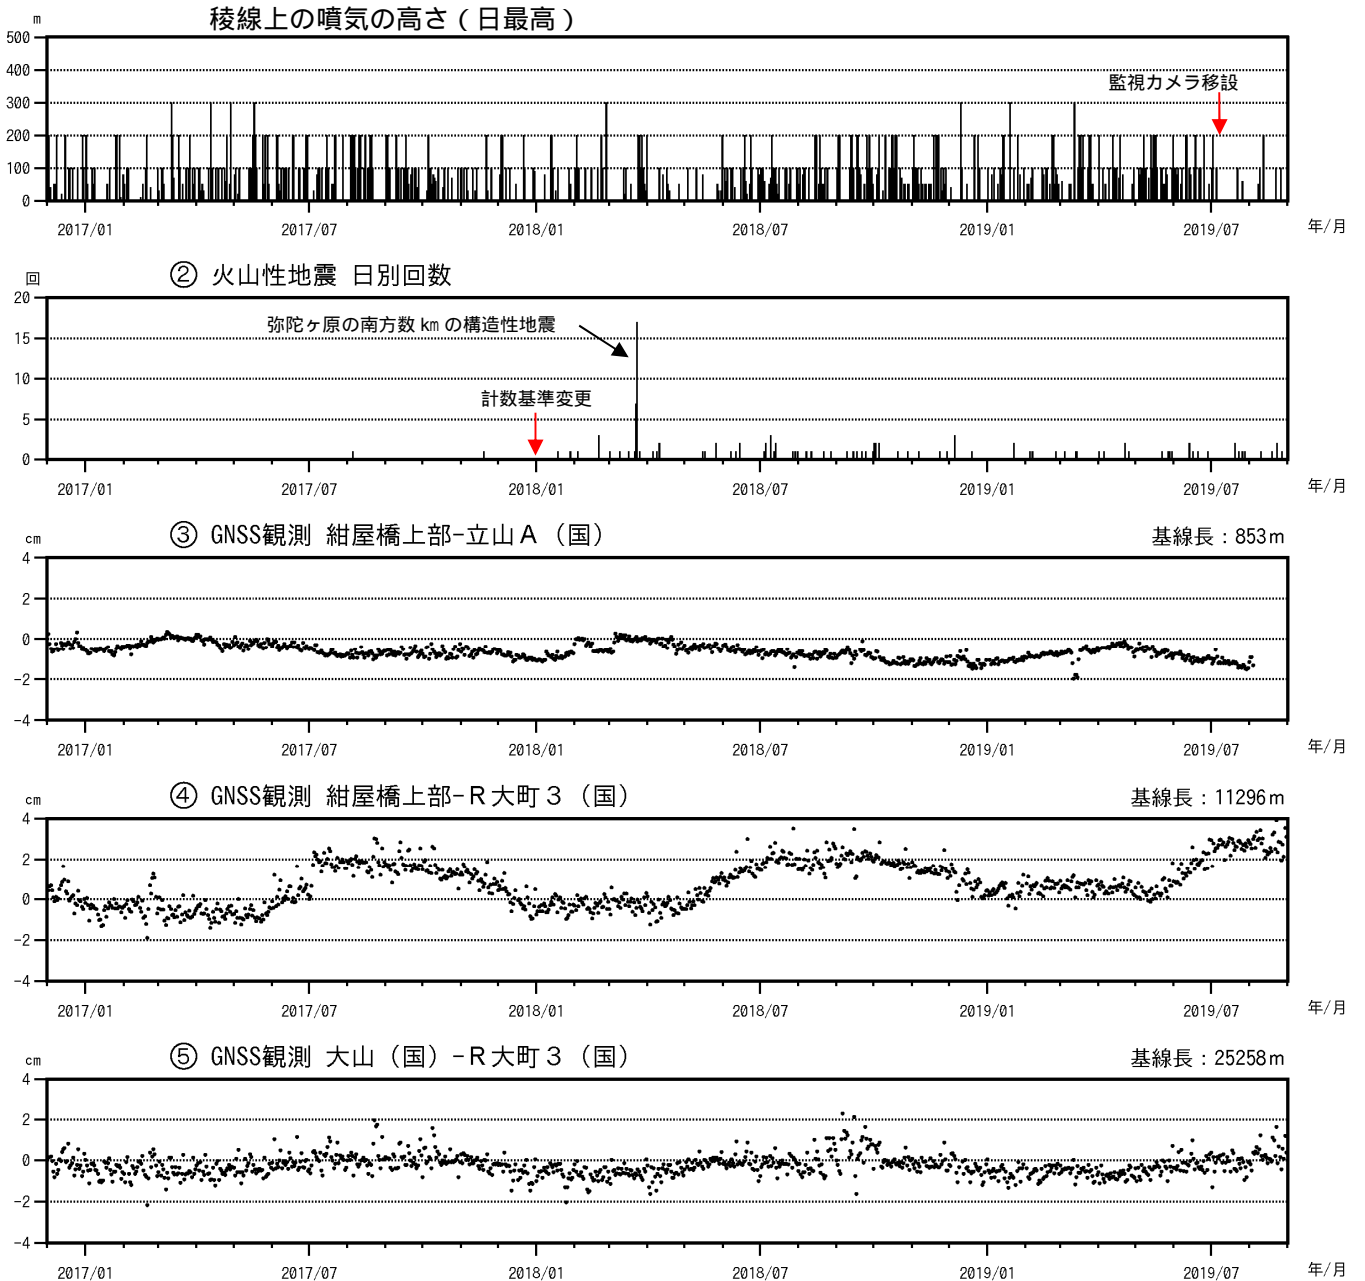 m 稜線上の噴気の高さ(日最高)
500
400
監視カメラ移設
300
200
100
0
2017/01 2017/07 2018/01 2018/07 2019/01 2019/07 年/月
回 ② 火山性地震 日別回数
20
弥陀ヶ原の南方数kmの構造性地震
15
10
計数基準変更
5
0
2017/01 2017/07 2018/01 2018/07 2019/01 2019/07 年/月
cm ③ GNSS観測 紺屋橋上部-立山A(国) 基線長:853m
4
2
0
-2
-4
2017/01 2017/07 2018/01 2018/07 2019/01 2019/07 年/月
cm ④ GNSS観測 紺屋橋上部-R大町3(国) 基線長:11296m
4
2
0
-2
-4
2017/01 2017/07 2018/01 2018/07 2019/01 2019/07 年/月
cm ⑤ GNSS観測 大山(国)-R大町3(国) 基線長:25258m
4
2
0
-2
-4
2017/01 2017/07 2018/01 2018/07 2019/01 2019/07 年/月